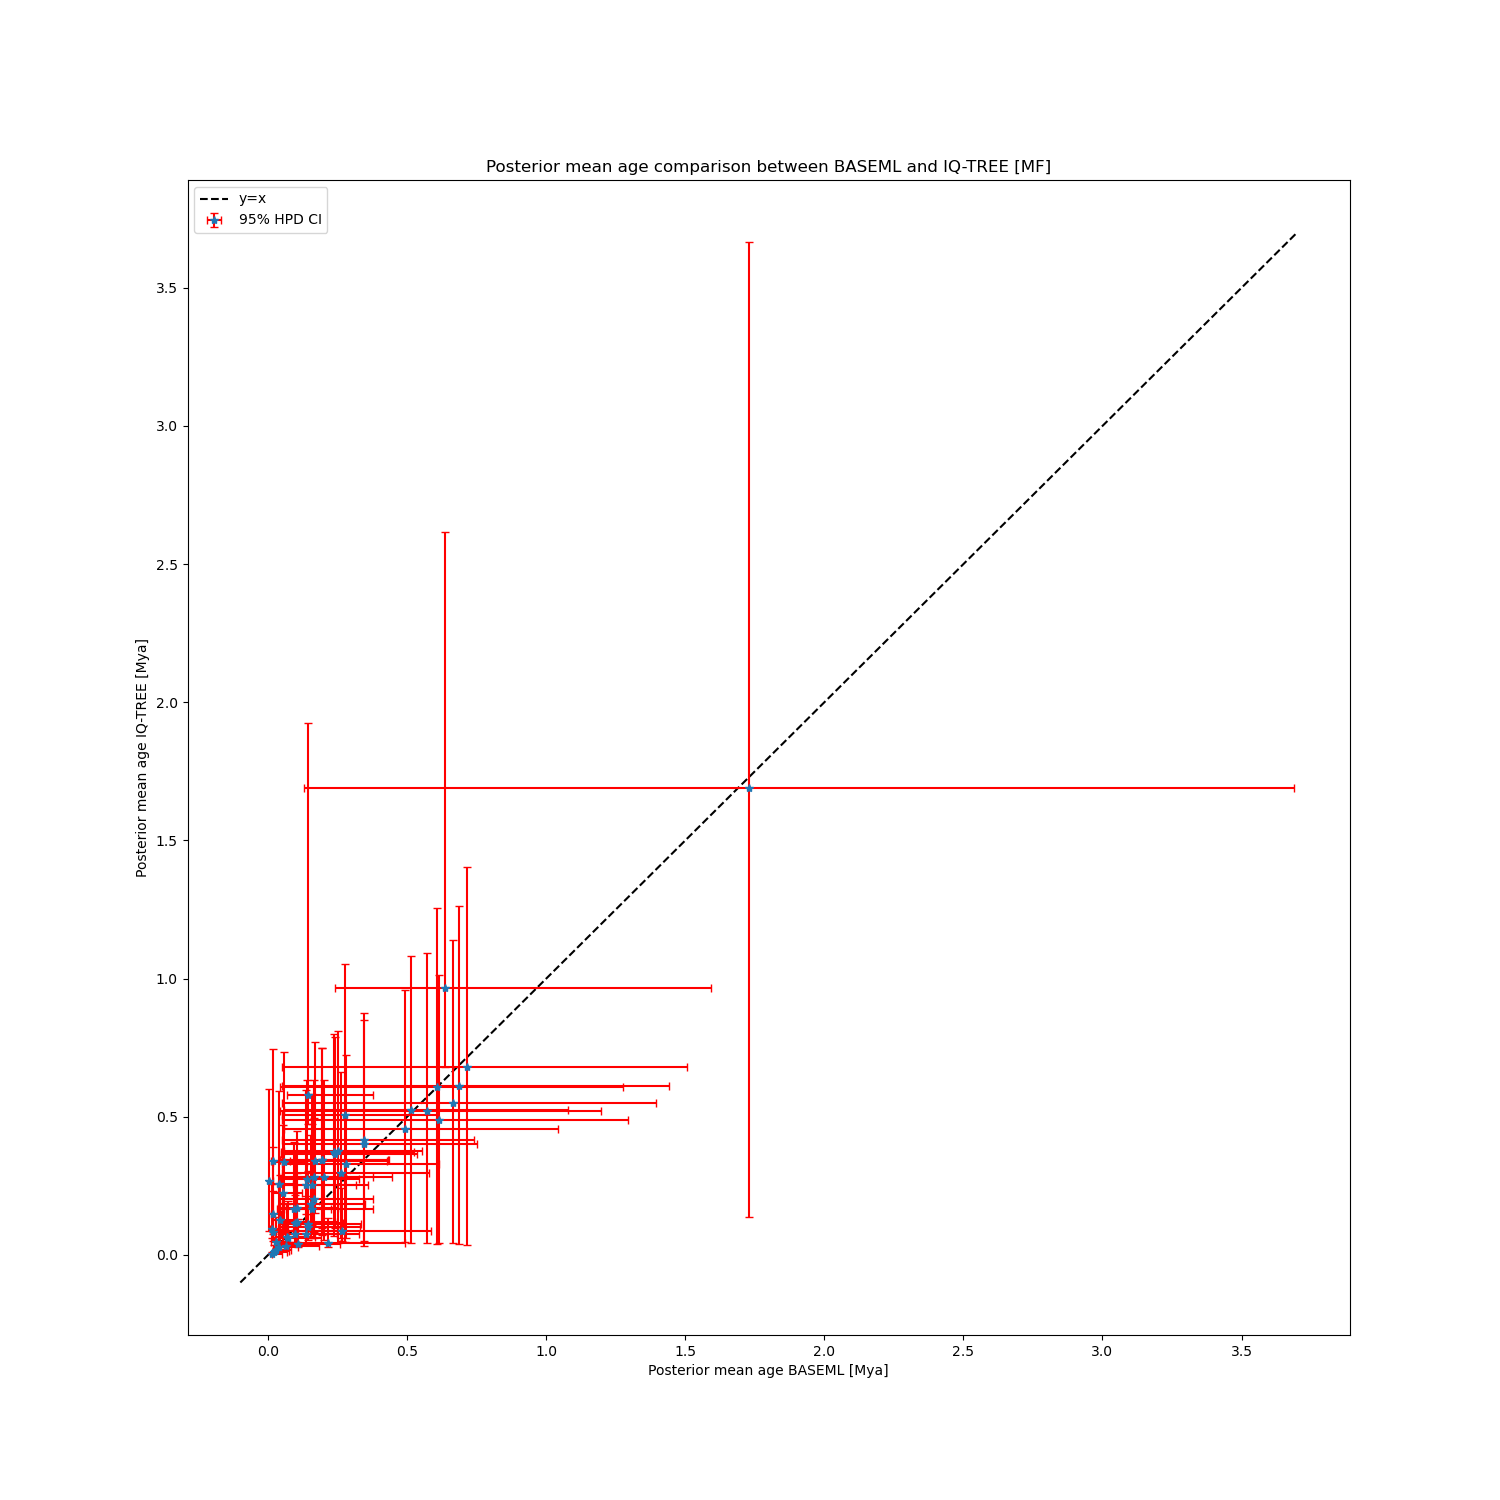 Posterior mean age comparison between BASEML and IQ-TREE [MF]
y=x
95% HPD CI
3.5
3.0
2.5
2.0
1.5
1.0
0.5
0.0
Posterior mean age IQ-TREE [Mya]
0.0 0.5 1.0 1.5 2.0 2.5 3.0 3.5
Posterior mean age BASEML [Mya]